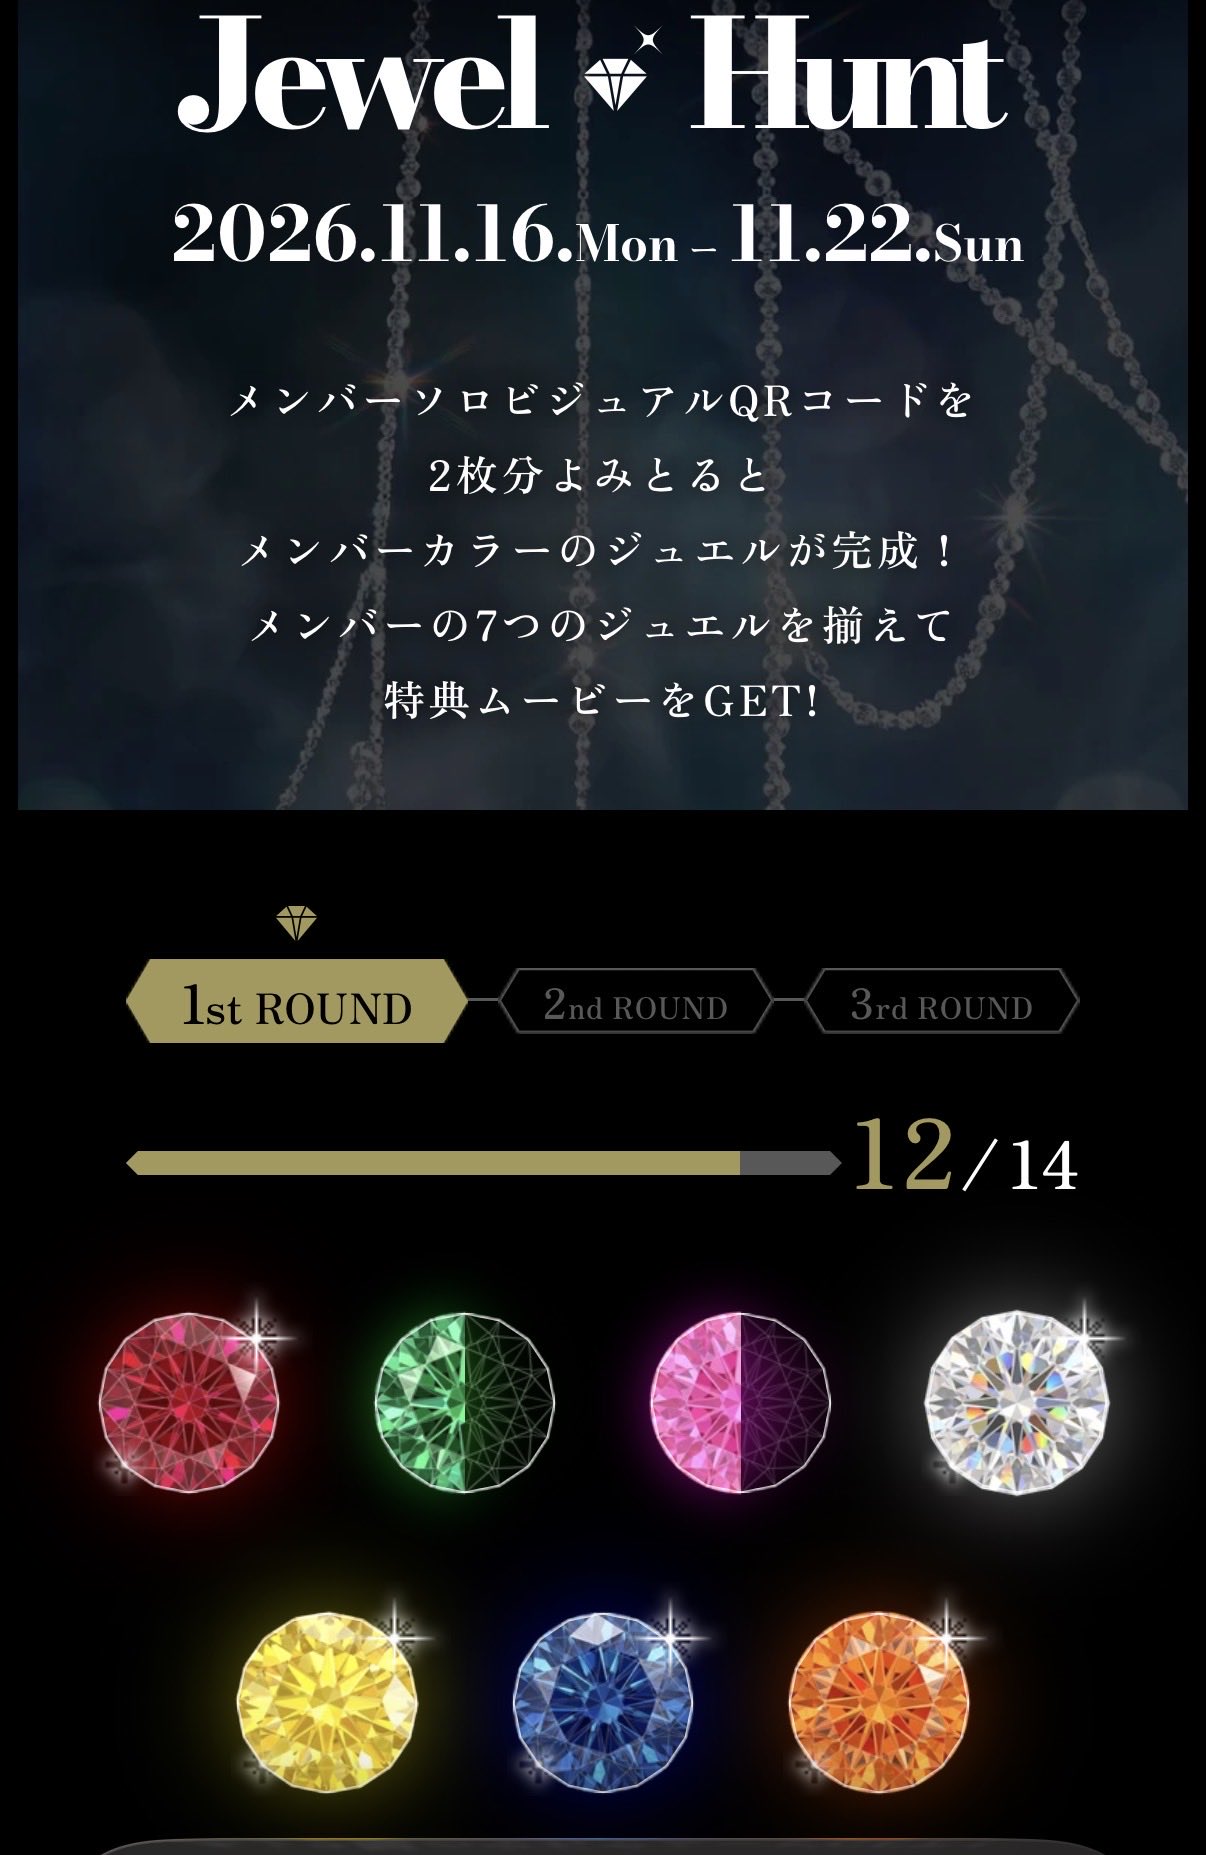 Jewel Hunt
2026.11.16.Mon – 11.22.Sun
メンバーソロビジュアルQRコードを
2枚分よみとると
メンバーカラーのジュエルが完成！
メンバーの7つのジュエルを揃えて
特典ムービーをGET!
1st ROUND
2nd ROUND
3rd ROUND
12/14